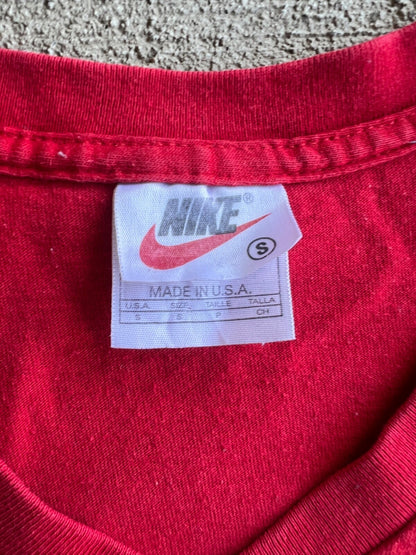 NIKE®
S
MADE IN U.S.A.
U.S.A. SIZE TAILLE TALLA
S S P CH